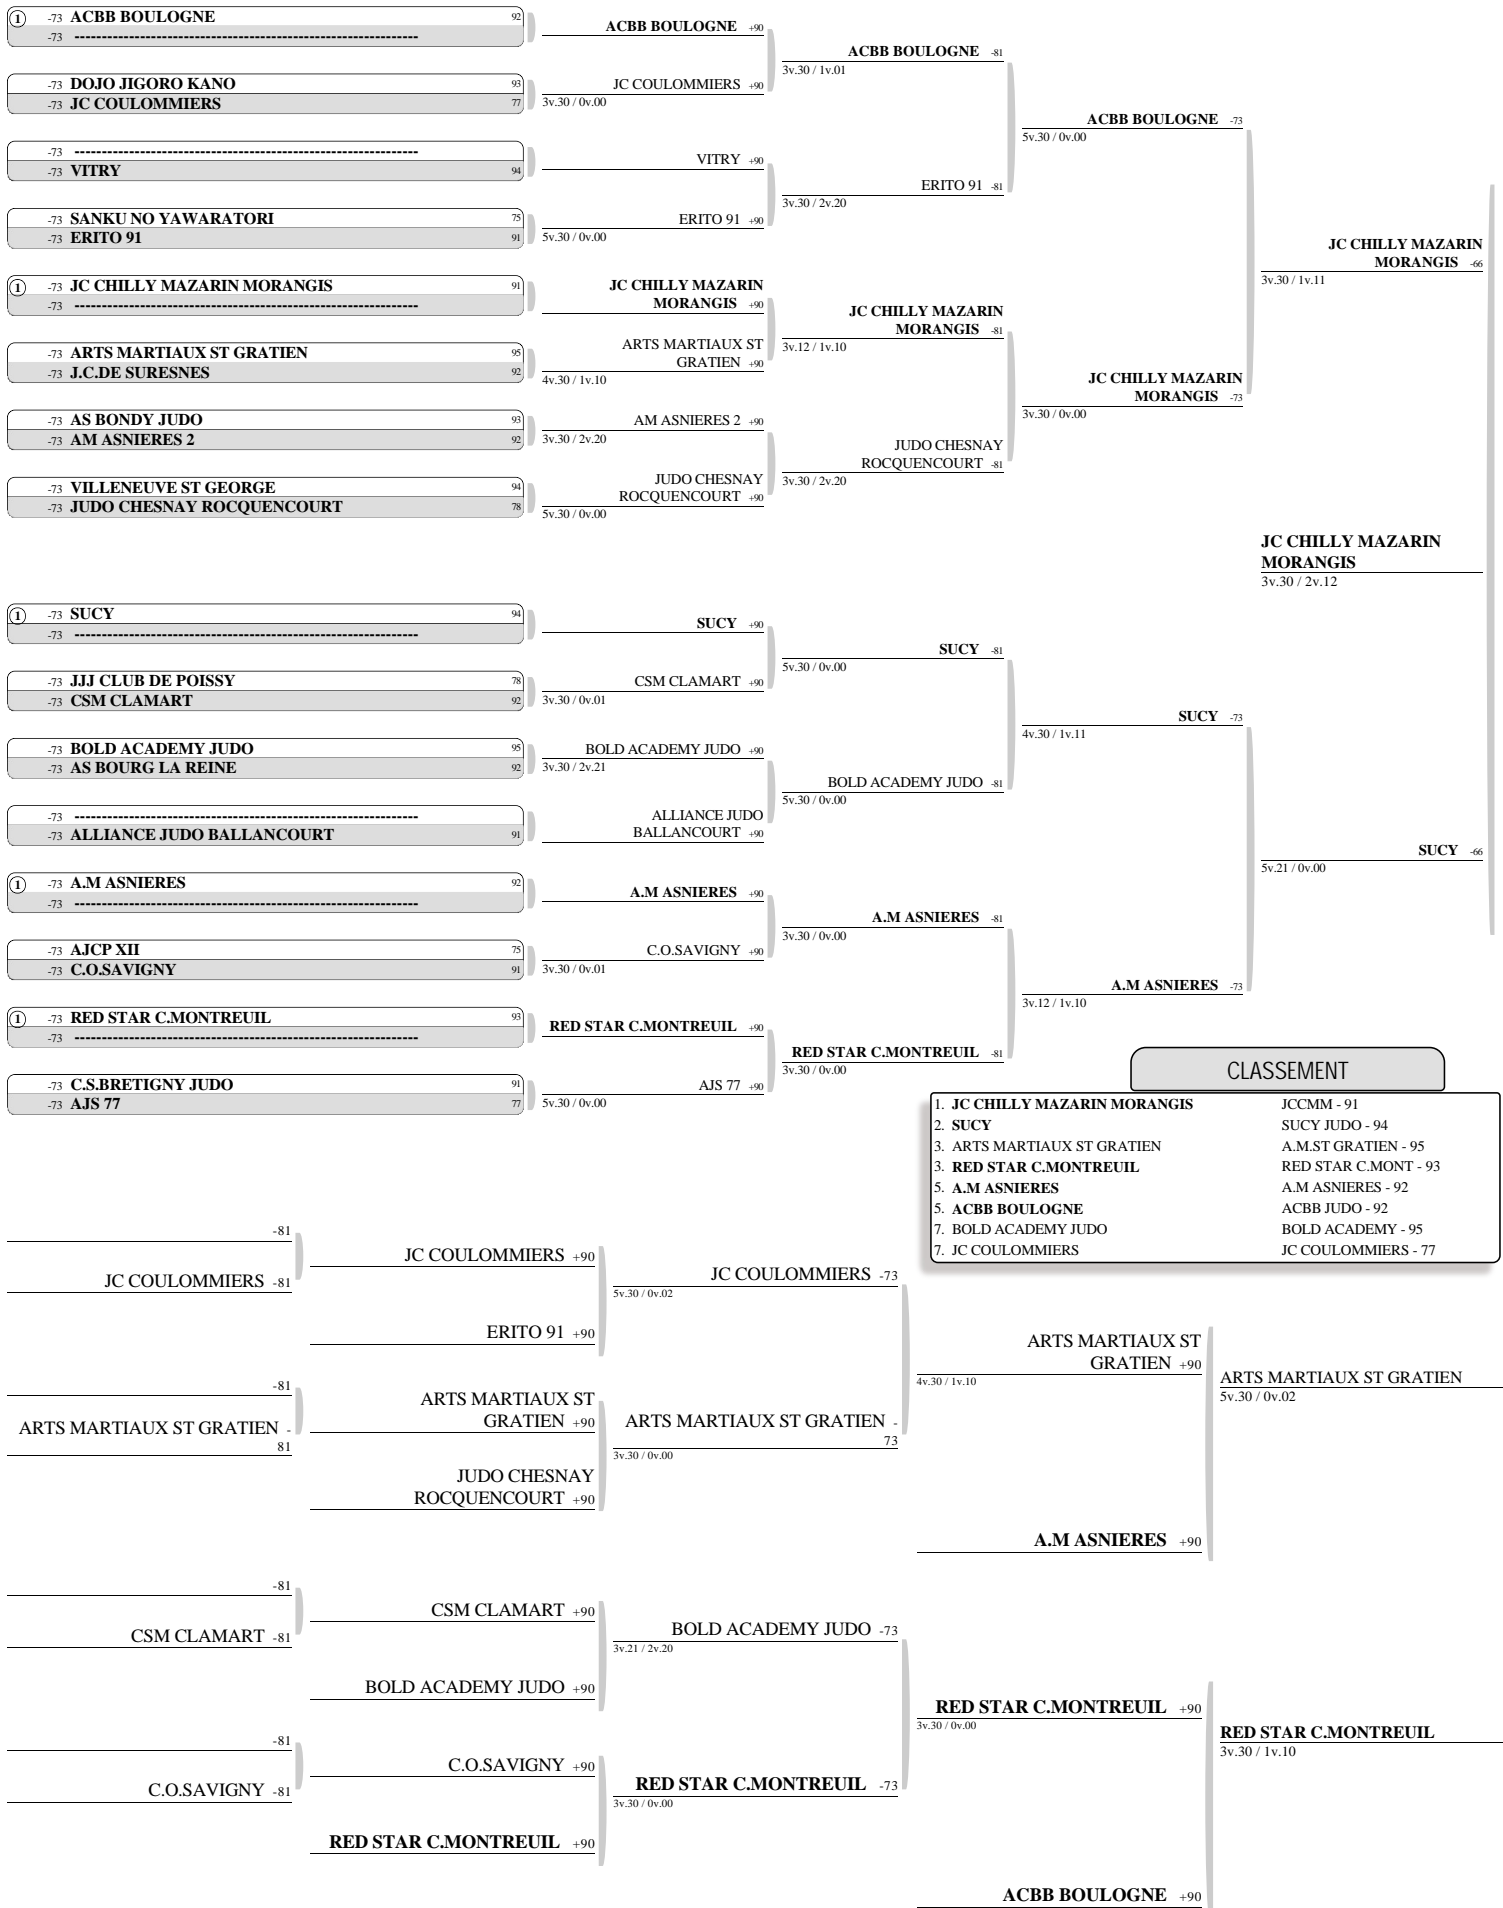 1 -73 ACBB BOULOGNE 92
-73 ----------------------------------------------------------------
-73 DOJO JIGORO KANO 93
-73 JC COULOMMIERS 77
-73 ----------------------------------------------------------------
-73 VITRY 94
-73 SANKU NO YAWARATORI 75
-73 ERITO 91 91
1 -73 JC CHILLY MAZARIN MORANGIS 91
-73 ----------------------------------------------------------------
-73 ARTS MARTIAUX ST GRATIEN 95
-73 J.C.DE SURESNES 92
-73 AS BONDY JUDO 93
-73 AM ASNIERES 2 92
-73 VILLENEUVE ST GEORGE 94
-73 JUDO CHESNAY ROCQUENCOURT 78
1 -73 SUCY 94
-73 ----------------------------------------------------------------
-73 JJJ CLUB DE POISSY 78
-73 CSM CLAMART 92
-73 BOLD ACADEMY JUDO 95
-73 AS BOURG LA REINE 92
-73 ----------------------------------------------------------------
-73 ALLIANCE JUDO BALLANCOURT 91
1 -73 A.M ASNIERES 92
-73 ----------------------------------------------------------------
-73 AJCP XII 75
-73 C.O.SAVIGNY 91
1 -73 RED STAR C.MONTREUIL 93
-73 ----------------------------------------------------------------
-73 C.S.BRETIGNY JUDO 91
-73 AJS 77 77
ACBB BOULOGNE +90
JC COULOMMIERS +90
3v.30 / 0v.00
VITRY +90
ERITO 91 +90
5v.30 / 0v.00
JC CHILLY MAZARIN
MORANGIS +90
ARTS MARTIAUX ST
GRATIEN +90
4v.30 / 1v.10
AM ASNIERES 2 +90
3v.30 / 2v.20
JUDO CHESNAY
ROCQUENCOURT +90
5v.30 / 0v.00
SUCY +90
CSM CLAMART +90
3v.30 / 0v.01
BOLD ACADEMY JUDO +90
3v.30 / 2v.21
ALLIANCE JUDO
BALLANCOURT +90
A.M ASNIERES +90
C.O.SAVIGNY +90
3v.30 / 0v.01
RED STAR C.MONTREUIL +90
AJS 77 +90
5v.30 / 0v.00
ACBB BOULOGNE -81
3v.30 / 1v.01
ERITO 91 -81
3v.30 / 2v.20
JC CHILLY MAZARIN
MORANGIS -81
3v.12 / 1v.10
JUDO CHESNAY
ROCQUENCOURT -81
3v.30 / 2v.20
SUCY -81
5v.30 / 0v.00
BOLD ACADEMY JUDO -81
5v.30 / 0v.00
A.M ASNIERES -81
3v.30 / 0v.00
RED STAR C.MONTREUIL -81
3v.30 / 0v.00
ACBB BOULOGNE -73
5v.30 / 0v.00
JC CHILLY MAZARIN
MORANGIS -73
3v.30 / 0v.00
SUCY -73
4v.30 / 1v.11
A.M ASNIERES -73
3v.12 / 1v.10
JC CHILLY MAZARIN
MORANGIS -66
3v.30 / 1v.11
SUCY -66
5v.21 / 0v.00
JC CHILLY MAZARIN
MORANGIS
3v.30 / 2v.12
CLASSEMENT
1. JC CHILLY MAZARIN MORANGIS JCCMM - 91
2. SUCY SUCY JUDO - 94
3. ARTS MARTIAUX ST GRATIEN A.M.ST GRATIEN - 95
3. RED STAR C.MONTREUIL RED STAR C.MONT - 93
5. A.M ASNIERES A.M ASNIERES - 92
5. ACBB BOULOGNE ACBB JUDO - 92
7. BOLD ACADEMY JUDO BOLD ACADEMY - 95
7. JC COULOMMIERS JC COULOMMIERS - 77
-81
JC COULOMMIERS -81
-81
ARTS MARTIAUX ST GRATIEN -
81
-81
CSM CLAMART -81
-81
C.O.SAVIGNY -81
JC COULOMMIERS +90
ERITO 91 +90
ARTS MARTIAUX ST
GRATIEN +90
JUDO CHESNAY
ROCQUENCOURT +90
CSM CLAMART +90
BOLD ACADEMY JUDO +90
C.O.SAVIGNY +90
RED STAR C.MONTREUIL +90
JC COULOMMIERS -73
5v.30 / 0v.02
ARTS MARTIAUX ST GRATIEN -
73
3v.30 / 0v.00
BOLD ACADEMY JUDO -73
3v.21 / 2v.20
RED STAR C.MONTREUIL -73
3v.30 / 0v.00
ARTS MARTIAUX ST
GRATIEN +90
4v.30 / 1v.10
A.M ASNIERES +90
RED STAR C.MONTREUIL +90
3v.30 / 0v.00
ACBB BOULOGNE +90
ARTS MARTIAUX ST GRATIEN
5v.30 / 0v.02
RED STAR C.MONTREUIL
3v.30 / 1v.10